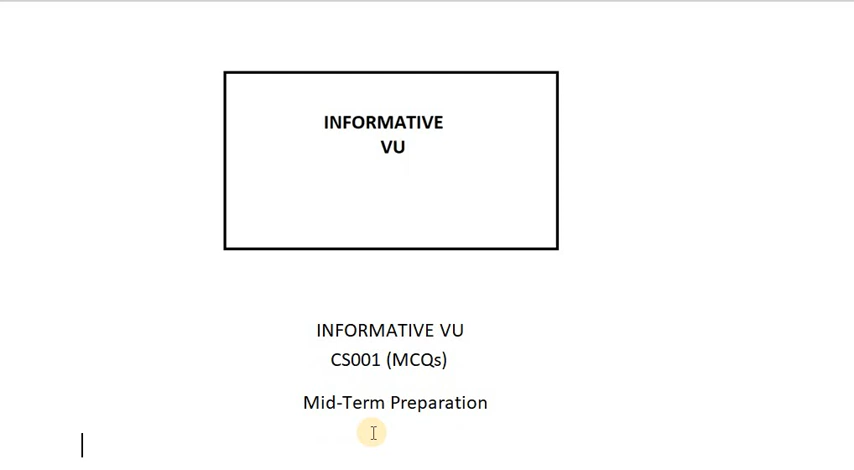 INFORMATIVE
VU
INFORMATIVE VU
CS001 (MCQs)
Mid-Term Preparation